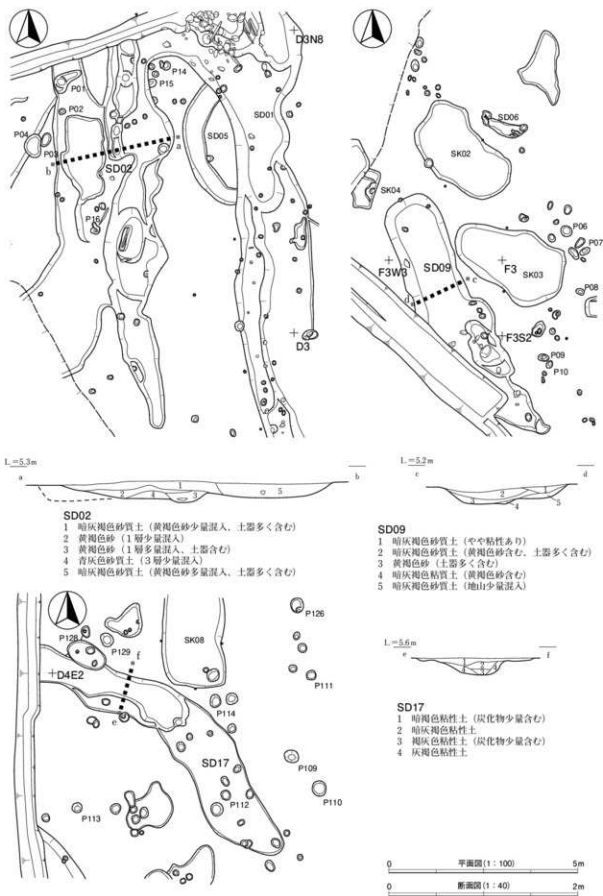 D3N8
P14
P01
P15
P02
SD01
P04
P03
SD05
a
b
SD02
P16
D3
SD06
SK02
SK04
P06
P07
SD09
F3
F3W3
c
SK03
P08
d
F3S2
P09
P10
L=5.3m
a
b
1
2
4
3
5
SD02
1 暗灰褐色砂質土（黄褐色砂少量混入、土器多く含む）
2 黄褐色砂（1層少量混入）
3 黄褐色砂（1層多量混入、土器含む）
4 青灰色砂質土（3層少量混入）
5 暗灰褐色砂質土（黄褐色砂多量混入、土器多く含む）
L=5.2m
c
d
SD09
1 暗灰褐色砂質土（やや粘性あり）
2 暗灰褐色砂質土（黄褐色砂含む、土器多く含む）
3 黄褐色砂（土器多く含む）
4 暗灰褐色粘質土（黄褐色砂含む）
5 暗灰褐色砂質土（地山少量混入）
P128
P129
f
SK08
P126
D4E2
P111
e
P114
SD17
P109
P112
P110
P113
L=5.6m
e
f
SD17
1 暗褐色粘性土（炭化物少量含む）
2 暗灰褐色粘性土
3 褐灰色粘性土（炭化物少量含む）
4 灰褐色粘性土
0 平面図(1：100) 5m
0 断面図(1：40) 2m